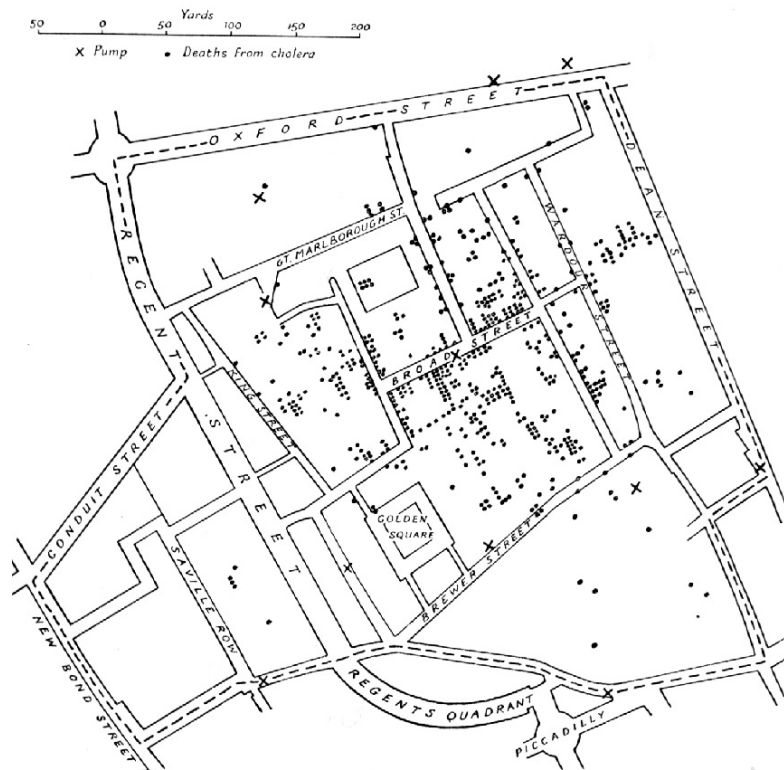 Yards
50 0 50 100 200
x Pump • Deaths from cholera
OXFORD STREET
DEAN STREET
WARDOUR STREET
GT. MARLBOROUGH ST.
REGENT STREET
BROAD STREET
KING STREET
CONDUIT STREET
GOLDEN
SQUARE
BREWER STREET
SAVILLE ROW
NEW BOND STREET
REGENTS QUADRANT
PICCADILLY